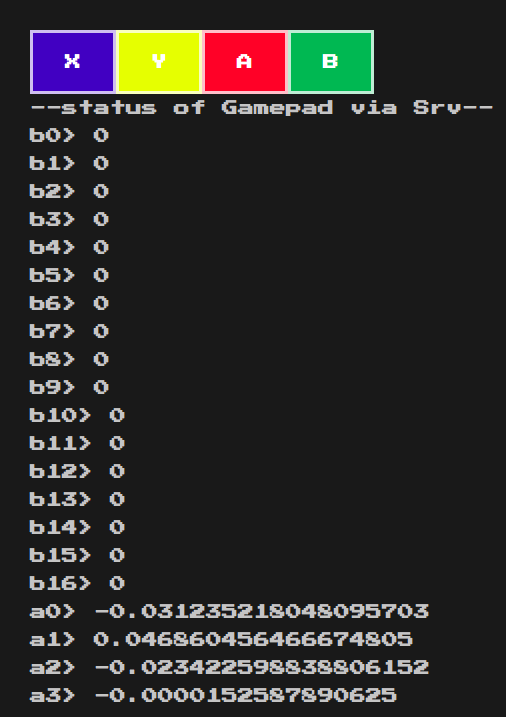 X Y A B
--status of Gamepad via Srv--
b0> 0
b1> 0
b2> 0
b3> 0
b4> 0
b5> 0
b6> 0
b7> 0
b8> 0
b9> 0
b10> 0
b11> 0
b12> 0
b13> 0
b14> 0
b15> 0
b16> 0
a0> -0.031235218048095703
a1> 0.046860456466674805
a2> -0.023422598838806152
a3> -0.0000152587890625